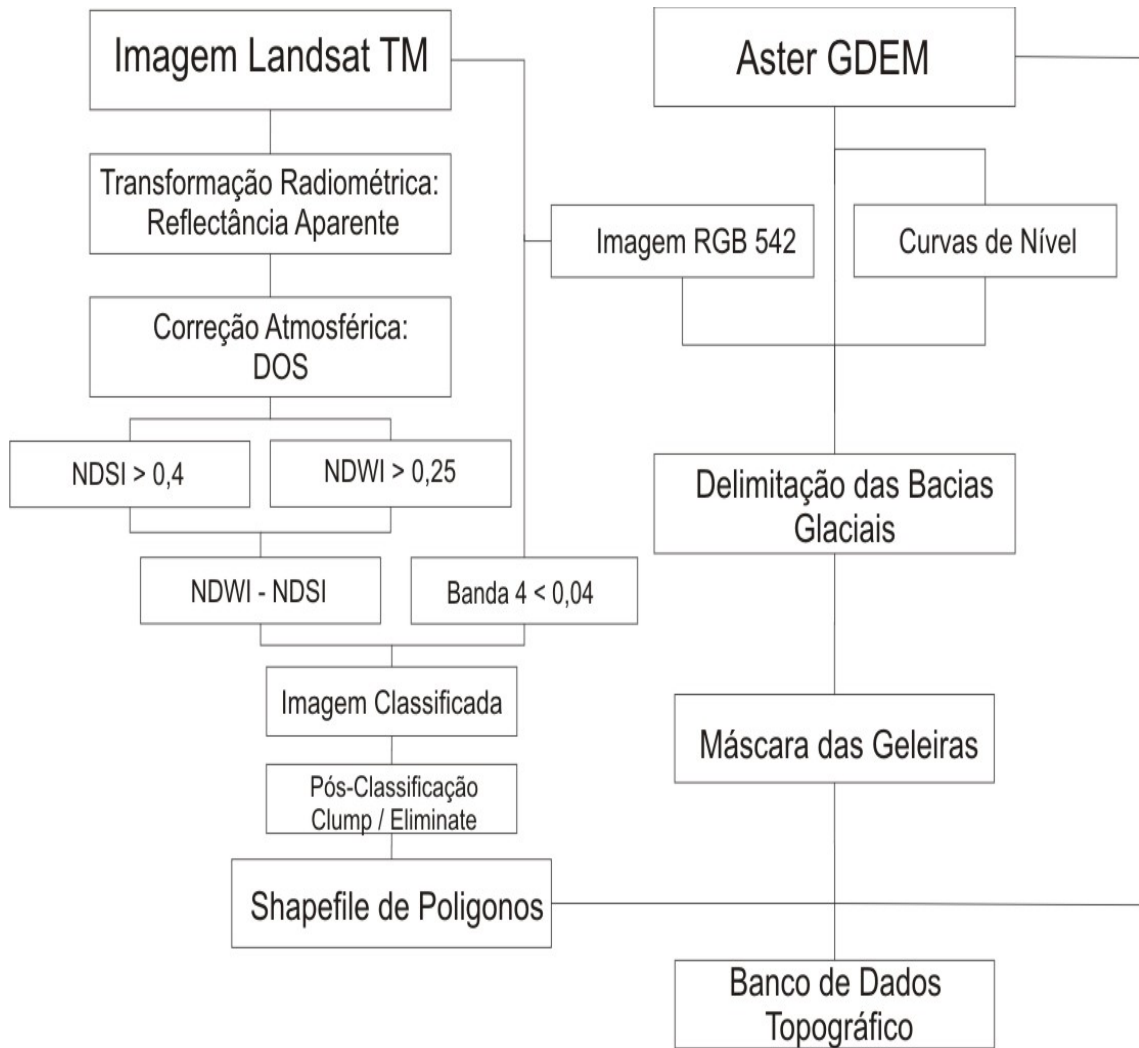 Imagem Landsat TM
Aster GDEM
Transformação Radiométrica:
Reflectância Aparente
Imagem RGB 542
Curvas de Nível
Correção Atmosférica:
DOS
NDSI > 0,4
NDWI > 0,25
Delimitação das Bacias
Glaciais
NDWI - NDSI
Banda 4 < 0,04
Imagem Classificada
Máscara das Geleiras
Pós-Classificação
Clump / Eliminate
Shapefile de Poligonos
Banco de Dados
Topográfico